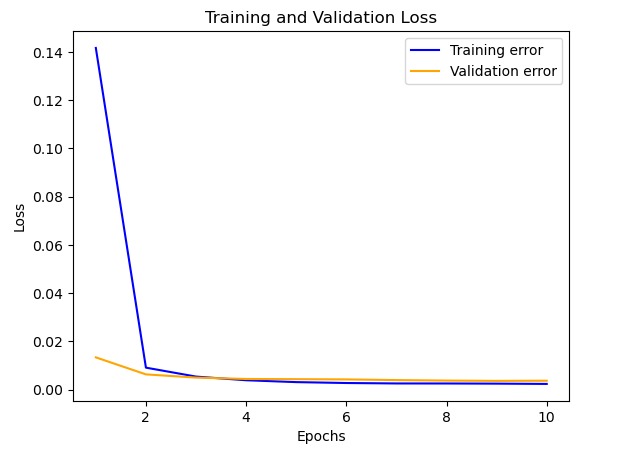 Training and Validation Loss
Training error
Validation error
0.14
0.12
0.10
0.08
0.06
0.04
0.02
0.00
Loss
2 4 6 8 10
Epochs